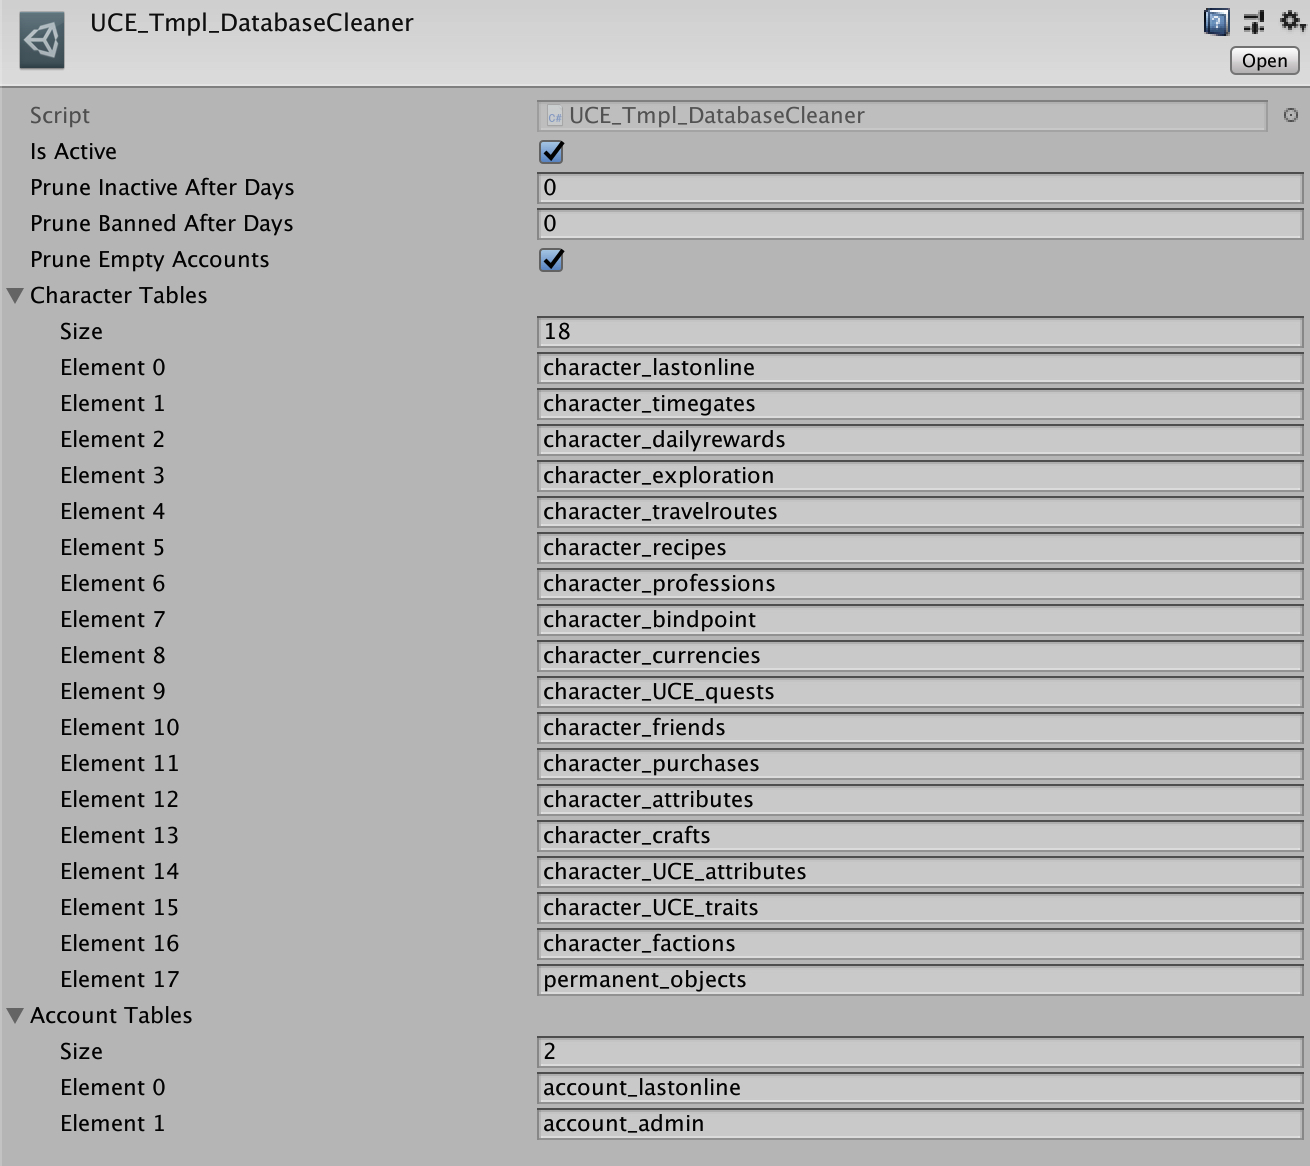 UCE_Tmpl_DatabaseCleaner
Open
Script C# UCE_Tmpl_DatabaseCleaner
Is Active
Prune Inactive After Days 0
Prune Banned After Days 0
Prune Empty Accounts
Character Tables
Size 18
Element 0 character_lastonline
Element 1 character_timegates
Element 2 character_dailyrewards
Element 3 character_exploration
Element 4 character_travelroutes
Element 5 character_recipes
Element 6 character_professions
Element 7 character_bindpoint
Element 8 character_currencies
Element 9 character_UCE_quests
Element 10 character_friends
Element 11 character_purchases
Element 12 character_attributes
Element 13 character_crafts
Element 14 character_UCE_attributes
Element 15 character_UCE_traits
Element 16 character_factions
Element 17 permanent_objects
Account Tables
Size 2
Element 0 account_lastonline
Element 1 account_admin